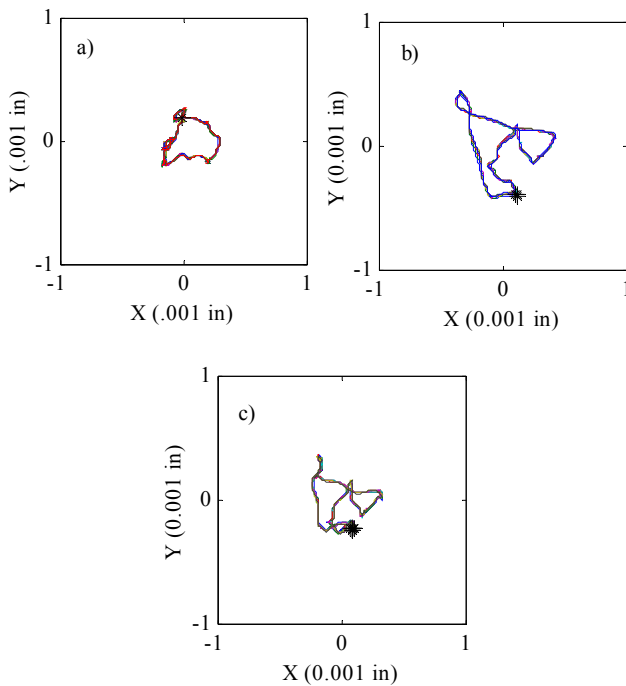 1
a)
Y (.001 in)
0
-1
-1
0
1
X (.001 in)
1
b)
Y (0.001 in)
0
-1
-1
0
1
X (0.001 in)
1
c)
Y (0.001 in)
0
-1
-1
0
1
X (0.001 in)